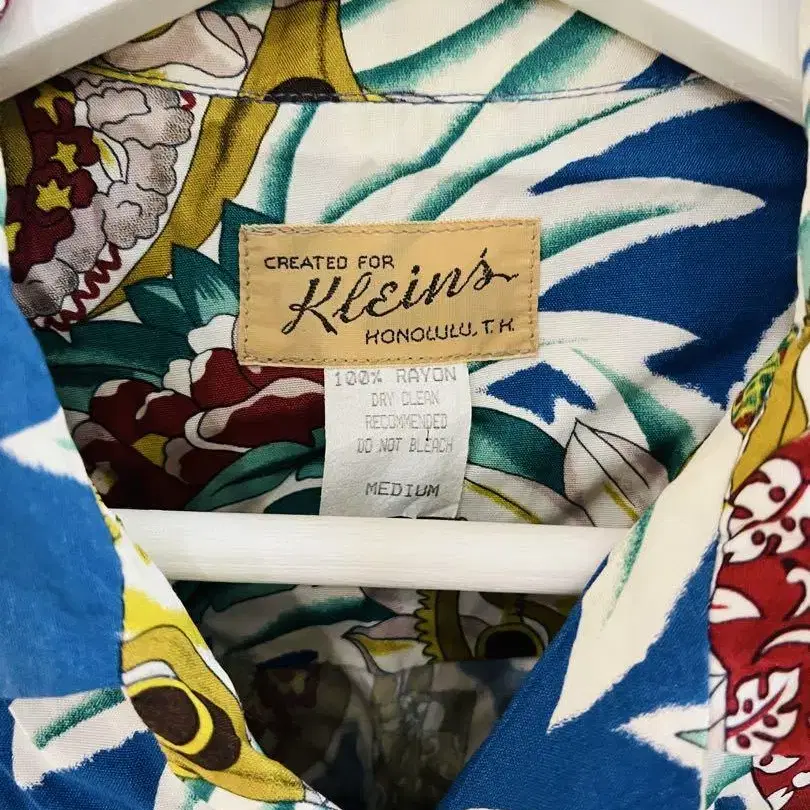 CREATED FOR
Klein's
HONOLULU, T.H.
100% RAYON
DRY CLEAN
RECOMMENDED
DO NOT BLEACH
MEDIUM